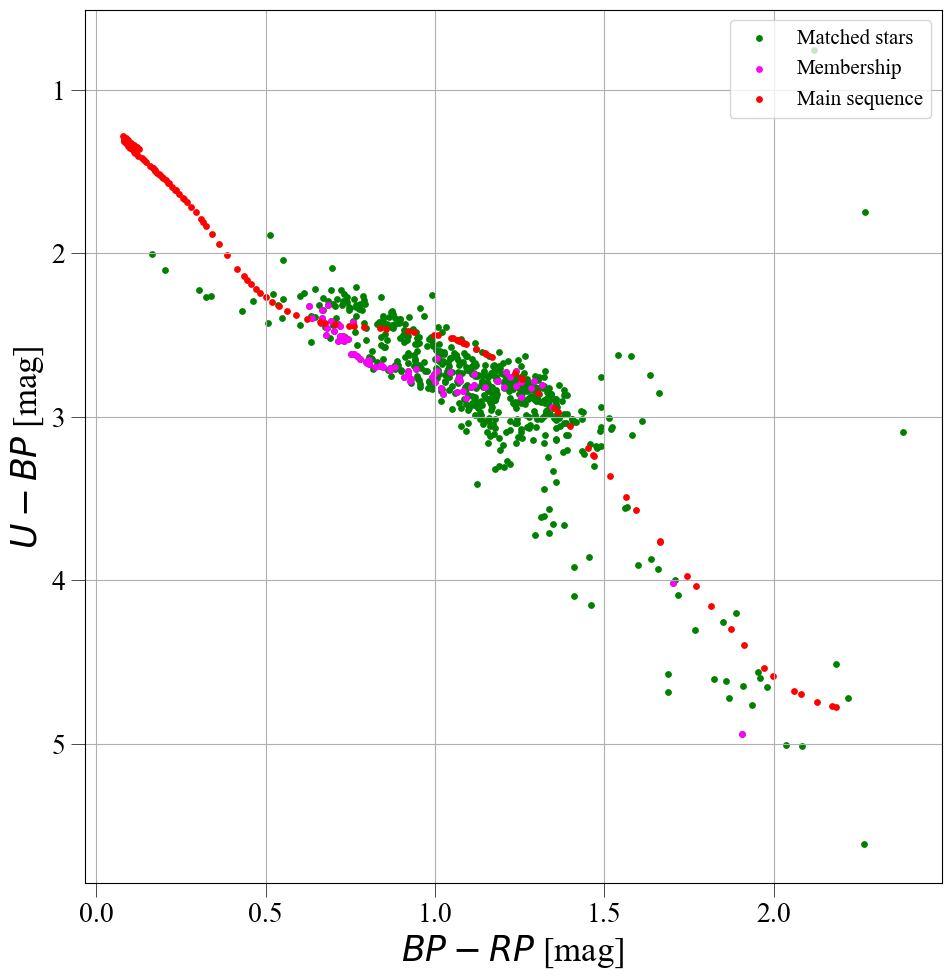 Matched stars
Membership
Main sequence
1
2
3
4
5
U − BP [mag]
0.0 0.5 1.0 1.5 2.0
BP − RP [mag]